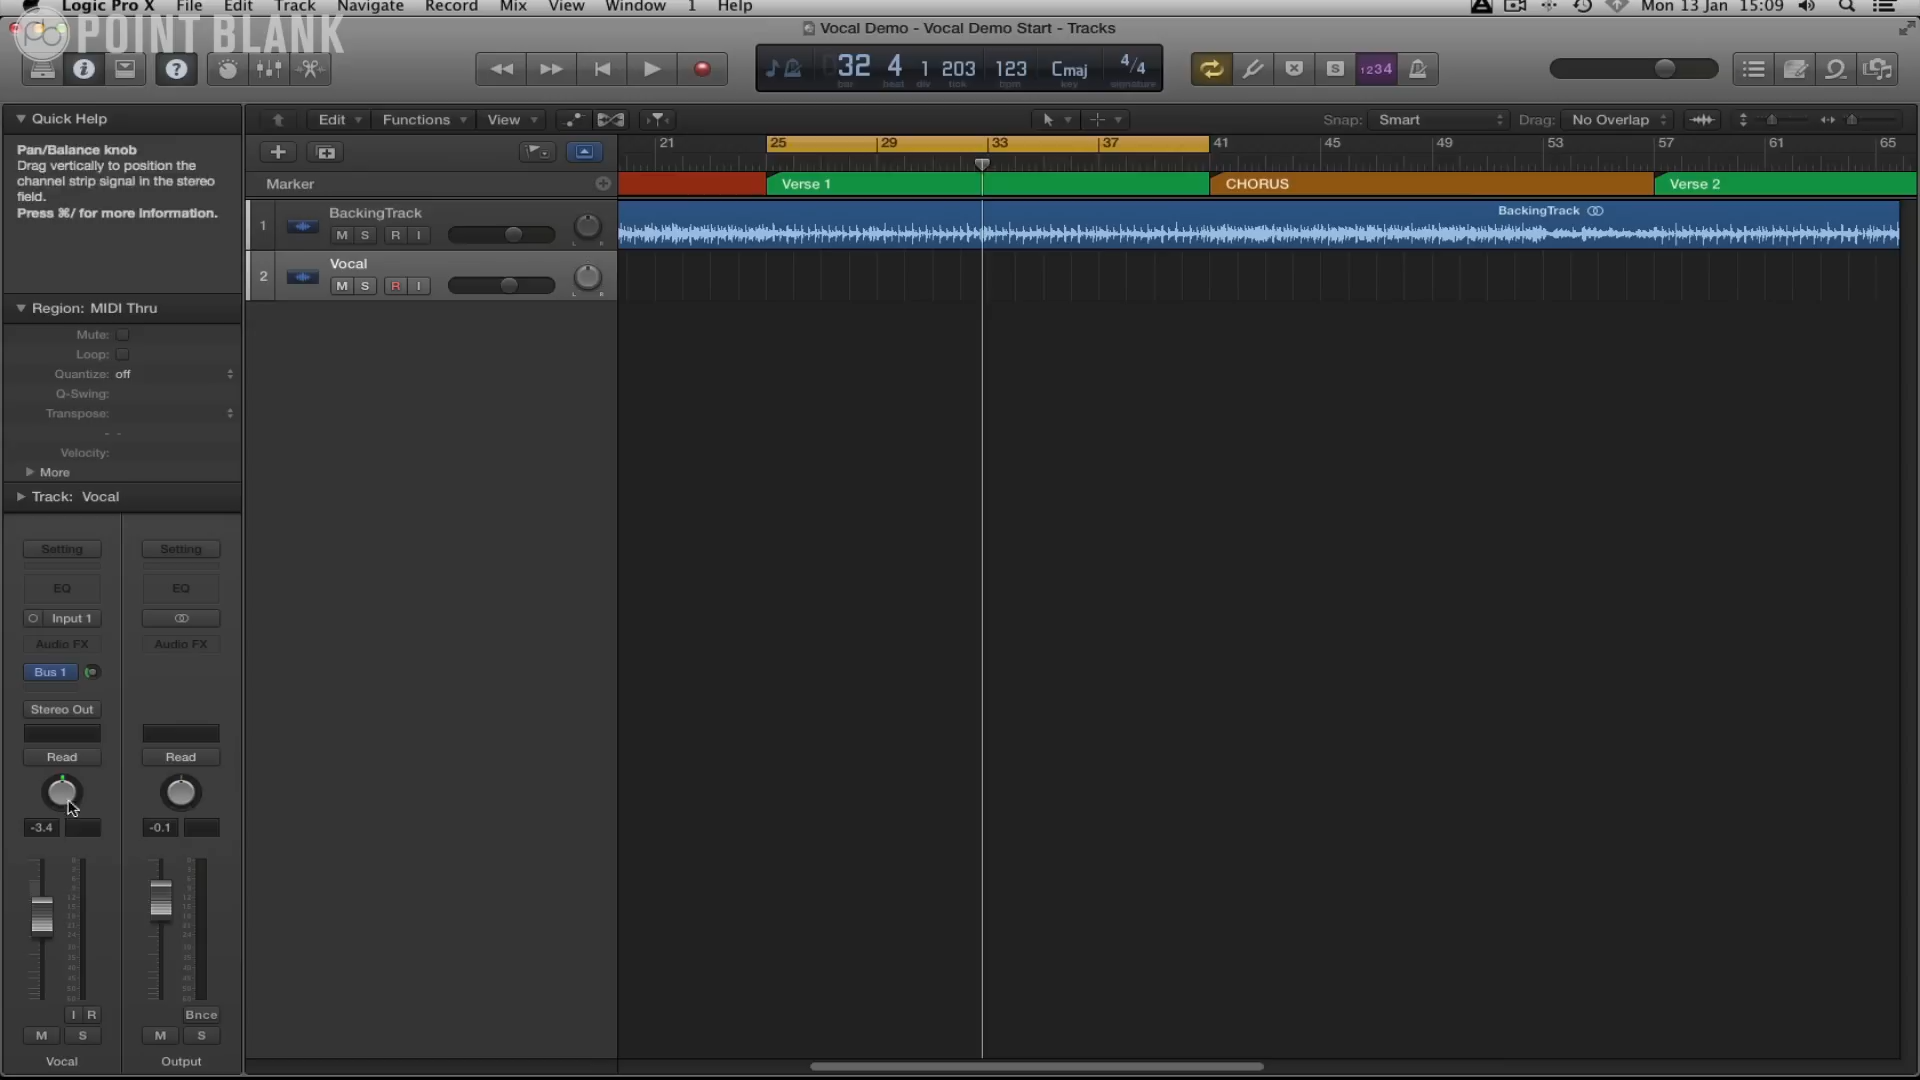 Logic Pro X File Edit Track Navigate Record Mix View Window 1 Help
Mon 13 Jan 15:09
POINT BLANK
Vocal Demo - Vocal Demo Start - Tracks
32 4 1 203 123 Cmaj 4/4
bar beat div tick bpm key signature
S 1234
Quick Help
Edit Functions View
Snap: Smart Drag: No Overlap
Pan/Balance knob
Drag vertically to position the
channel strip signal in the stereo
field.
Press ⌘/ for more information.
21 25 29 33 37 41 45 49 53 57 61 65
Marker
Verse 1 CHORUS Verse 2
1 BackingTrack
M S R I
L R
BackingTrack
2 Vocal
M S R I
L R
Region: MIDI Thru
Mute:
Loop:
Quantize: off
Q-Swing:
Transpose:
- -
Velocity:
More
Track: Vocal
Setting Setting
EQ EQ
Input 1
Audio FX Audio FX
Bus 1
Stereo Out
Read Read
-3.4 -0.1
I R Bnce
M S M S
Vocal Output